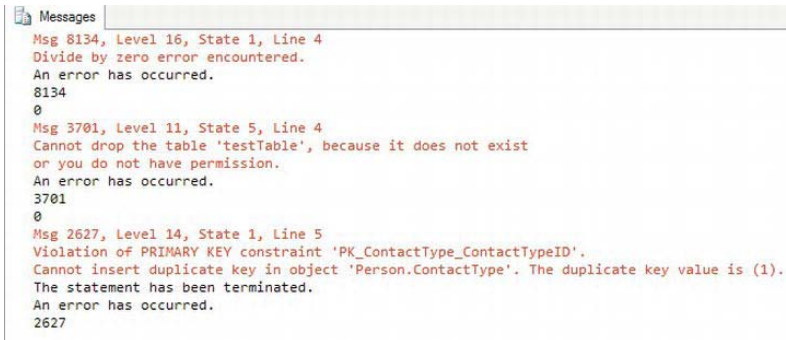 Messages
Msg 8134, Level 16, State 1, Line 4
Divide by zero error encountered.
An error has occurred.
8134
0
Msg 3701, Level 11, State 5, Line 4
Cannot drop the table 'testTable', because it does not exist
or you do not have permission.
An error has occurred.
3701
0
Msg 2627, Level 14, State 1, Line 5
Violation of PRIMARY KEY constraint 'PK_ContactType_ContactTypeID'.
Cannot insert duplicate key in object 'Person.ContactType'. The duplicate key value is (1).
The statement has been terminated.
An error has occurred.
2627